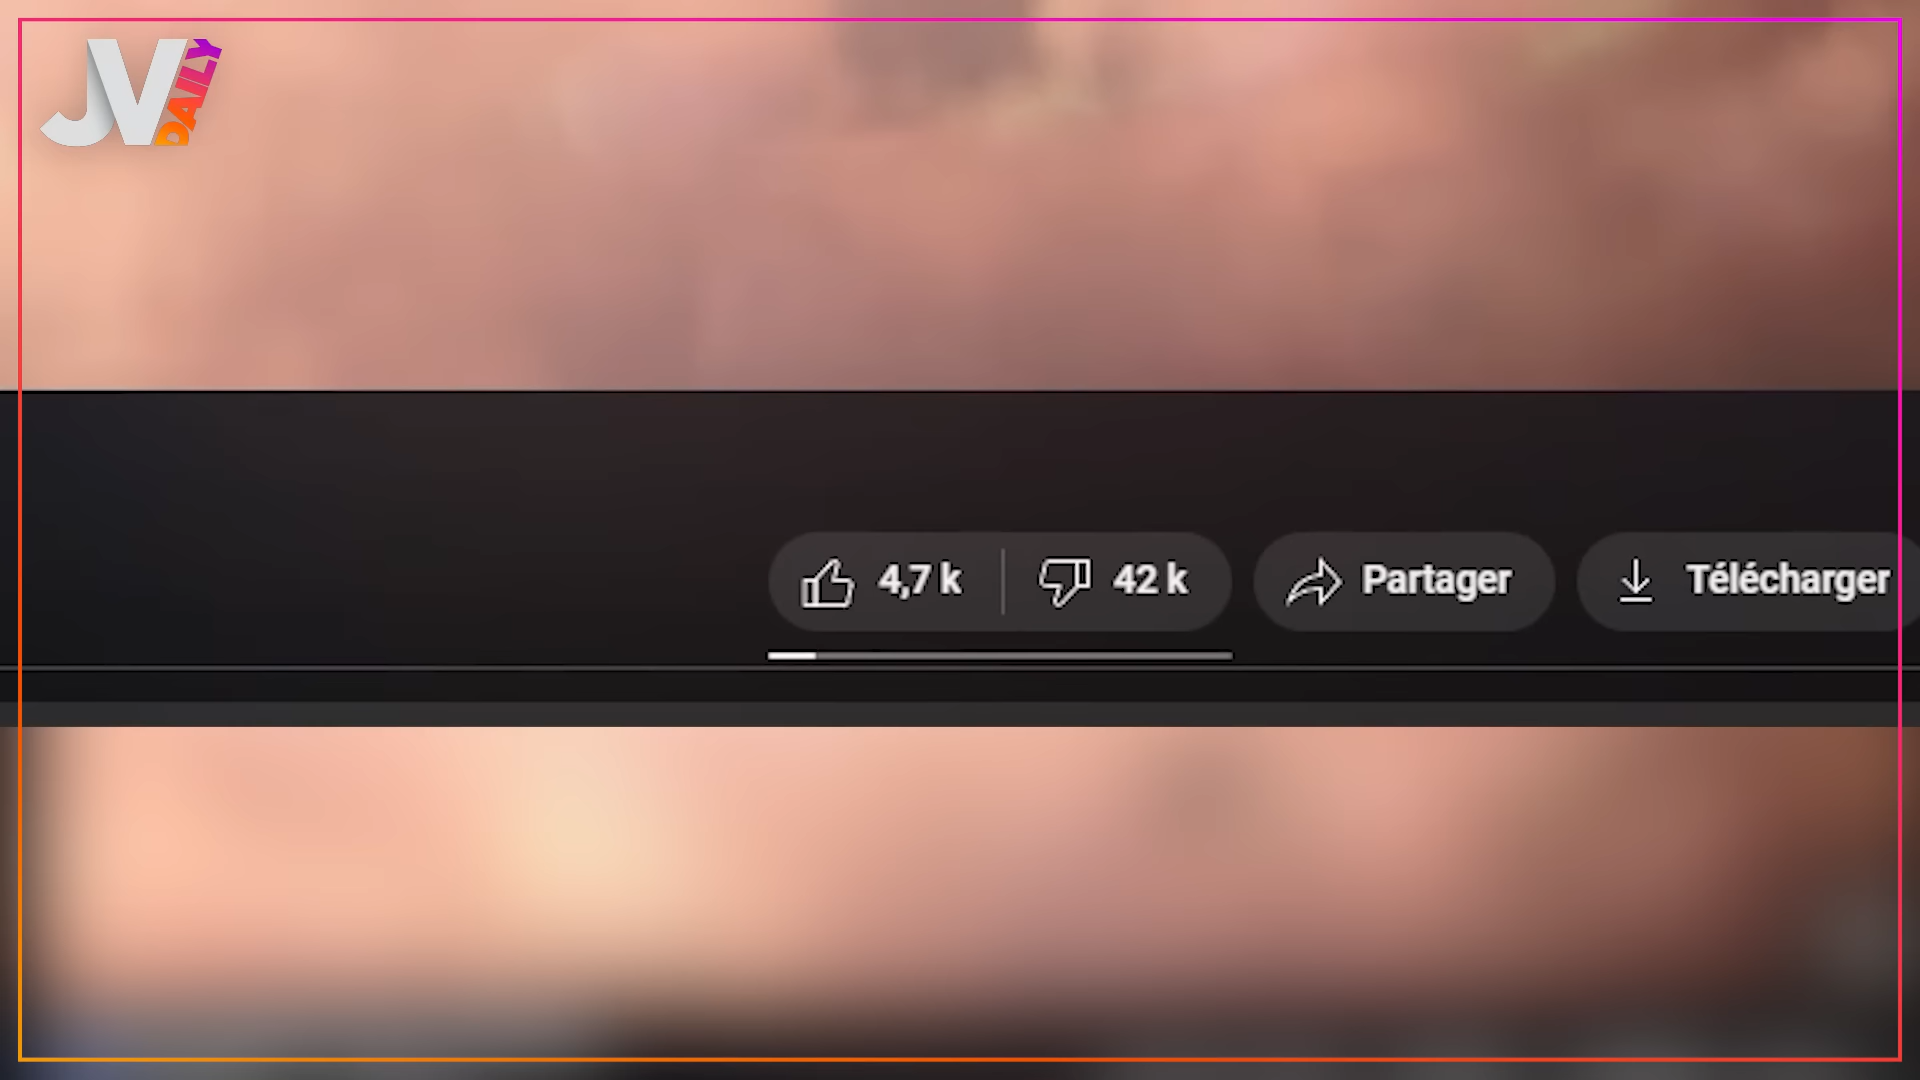 JV
DAILY
4,7 k
42 k
Partager
Télécharger